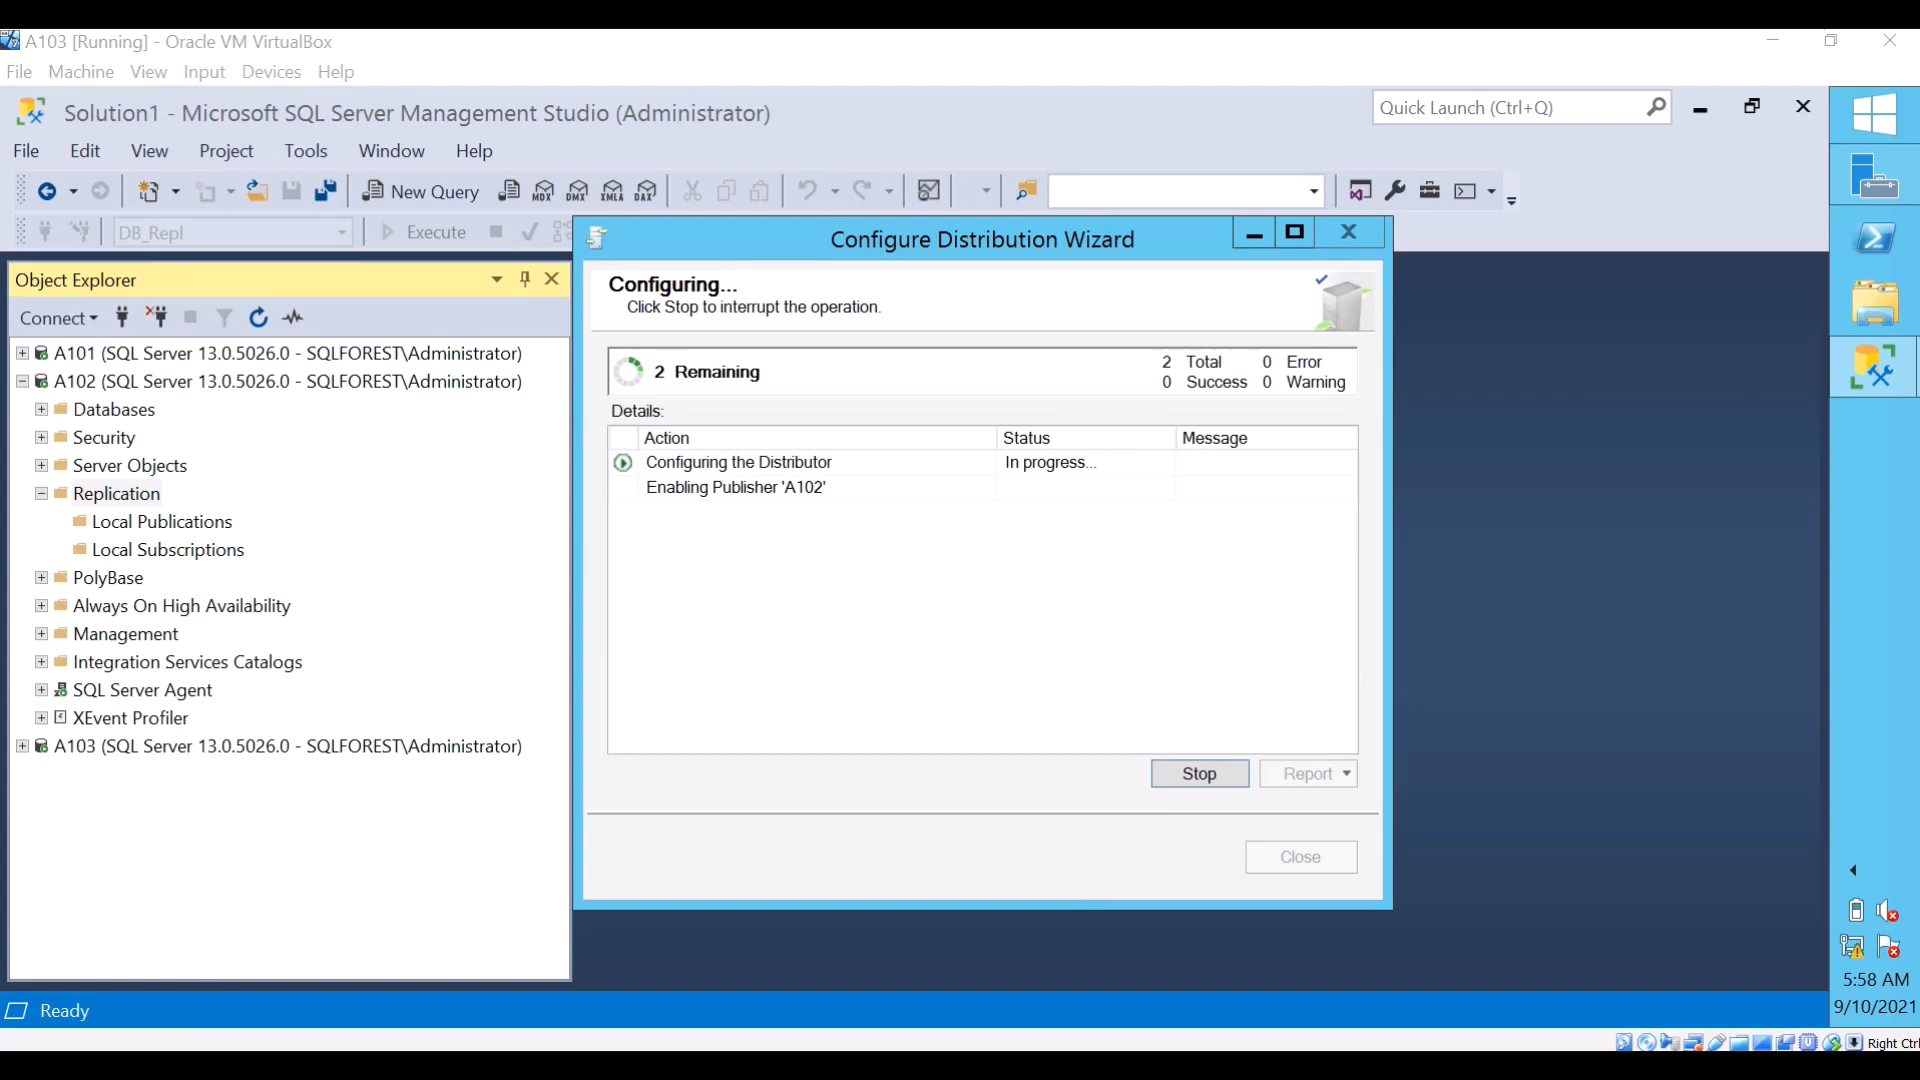 A103 [Running] - Oracle VM VirtualBox
File Machine View Input Devices Help
Solution1 - Microsoft SQL Server Management Studio (Administrator)
Quick Launch (Ctrl+Q)
File Edit View Project Tools Window Help
New Query MDX DMX XMLA DAX
DB_Repl Execute
Configure Distribution Wizard
Object Explorer
Connect
A101 (SQL Server 13.0.5026.0 - SQLFOREST\Administrator)
A102 (SQL Server 13.0.5026.0 - SQLFOREST\Administrator)
Databases
Security
Server Objects
Replication
Local Publications
Local Subscriptions
PolyBase
Always On High Availability
Management
Integration Services Catalogs
SQL Server Agent
XEvent Profiler
A103 (SQL Server 13.0.5026.0 - SQLFOREST\Administrator)
Configuring...
Click Stop to interrupt the operation.
2 Remaining
2 Total 0 Error
0 Success 0 Warning
Details:
Action Status Message
Configuring the Distributor In progress...
Enabling Publisher 'A102'
Stop Report
Close
5:58 AM
9/10/2021
Ready
Right Ctrl